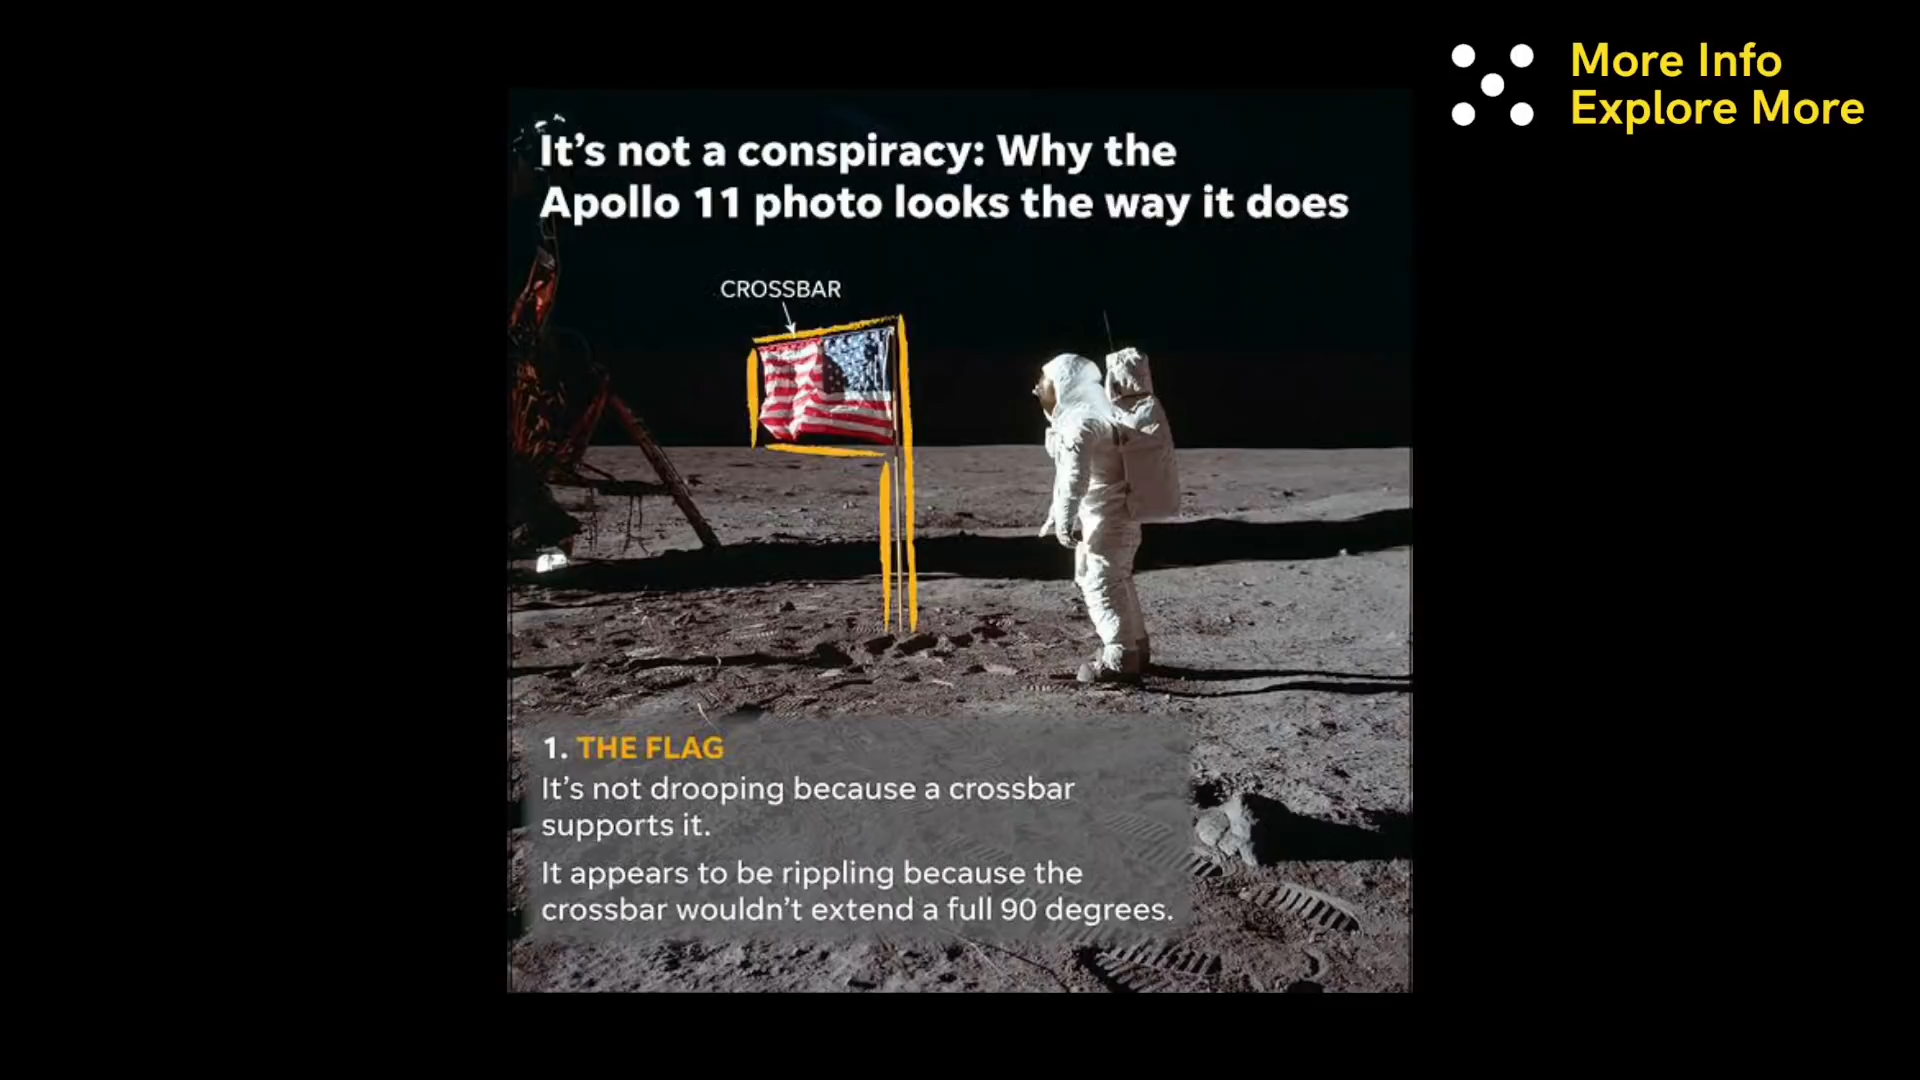 More Info
Explore More
It’s not a conspiracy: Why the
Apollo 11 photo looks the way it does
CROSSBAR
1. THE FLAG
It’s not drooping because a crossbar
supports it.
It appears to be rippling because the
crossbar wouldn’t extend a full 90 degrees.